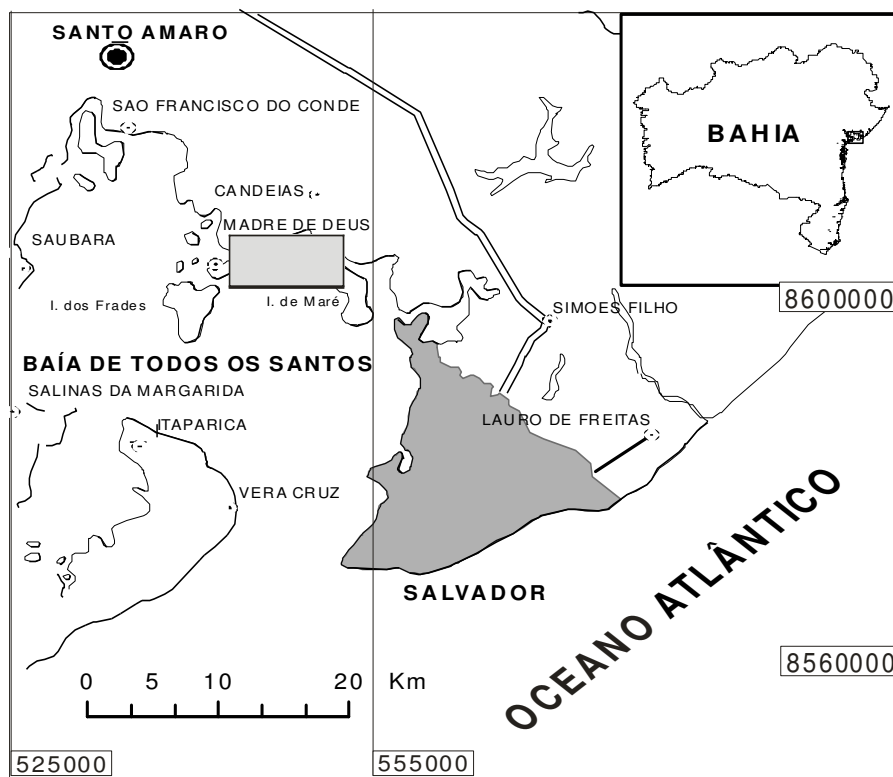 SANTO AMARO
SAO FRANCISCO DO CONDE
BAHIA
CANDEIAS
MADRE DE DEUS
SAUBARA
I. dos Frades
I. de Maré
8600000
SIMOES FILHO
BAÍA DE TODOS OS SANTOS
SALINAS DA MARGARIDA
ITAPARICA
LAURO DE FREITAS
VERA CRUZ
SALVADOR
OCEANO ATLÂNTICO
8560000
0 5 10 20 Km
525000
555000